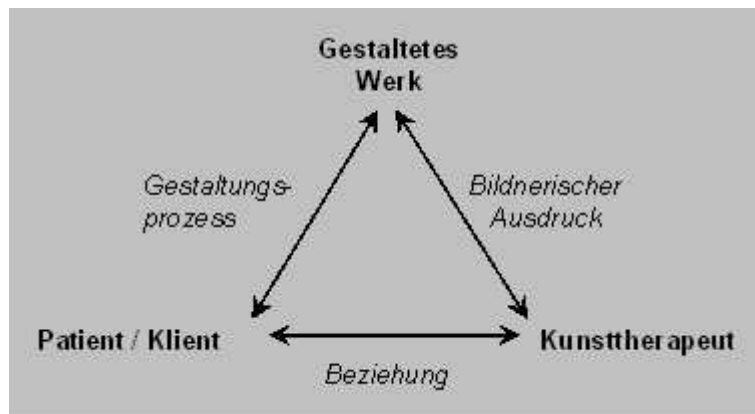 Gestaltetes
Werk
Gestaltungs-
prozess
Bildnerischer
Ausdruck
Patient / Klient
Kunsttherapeut
Beziehung